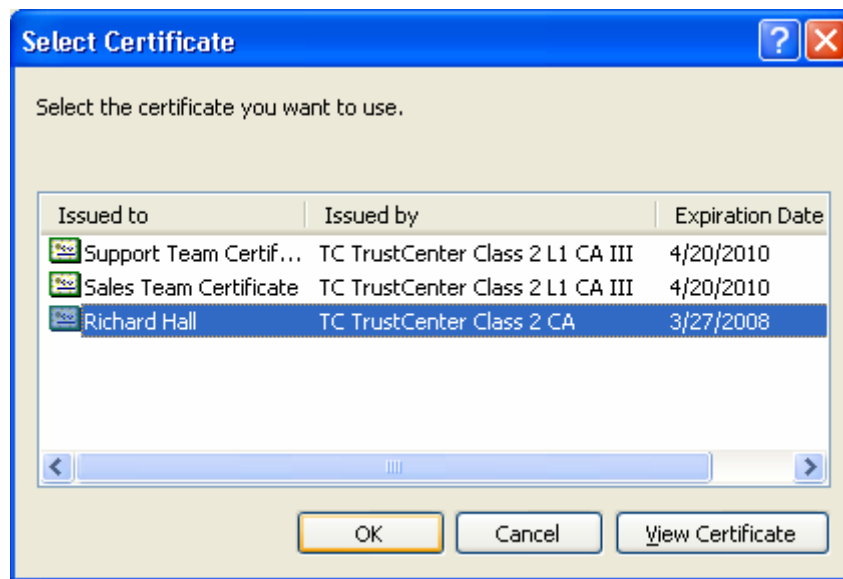 Select Certificate
Select the certificate you want to use.
Issued to Issued by Expiration Date
Support Team Certif... TC TrustCenter Class 2 L1 CA III 4/20/2010
Sales Team Certificate TC TrustCenter Class 2 L1 CA III 4/20/2010
Richard Hall TC TrustCenter Class 2 CA 3/27/2008
OK Cancel View Certificate